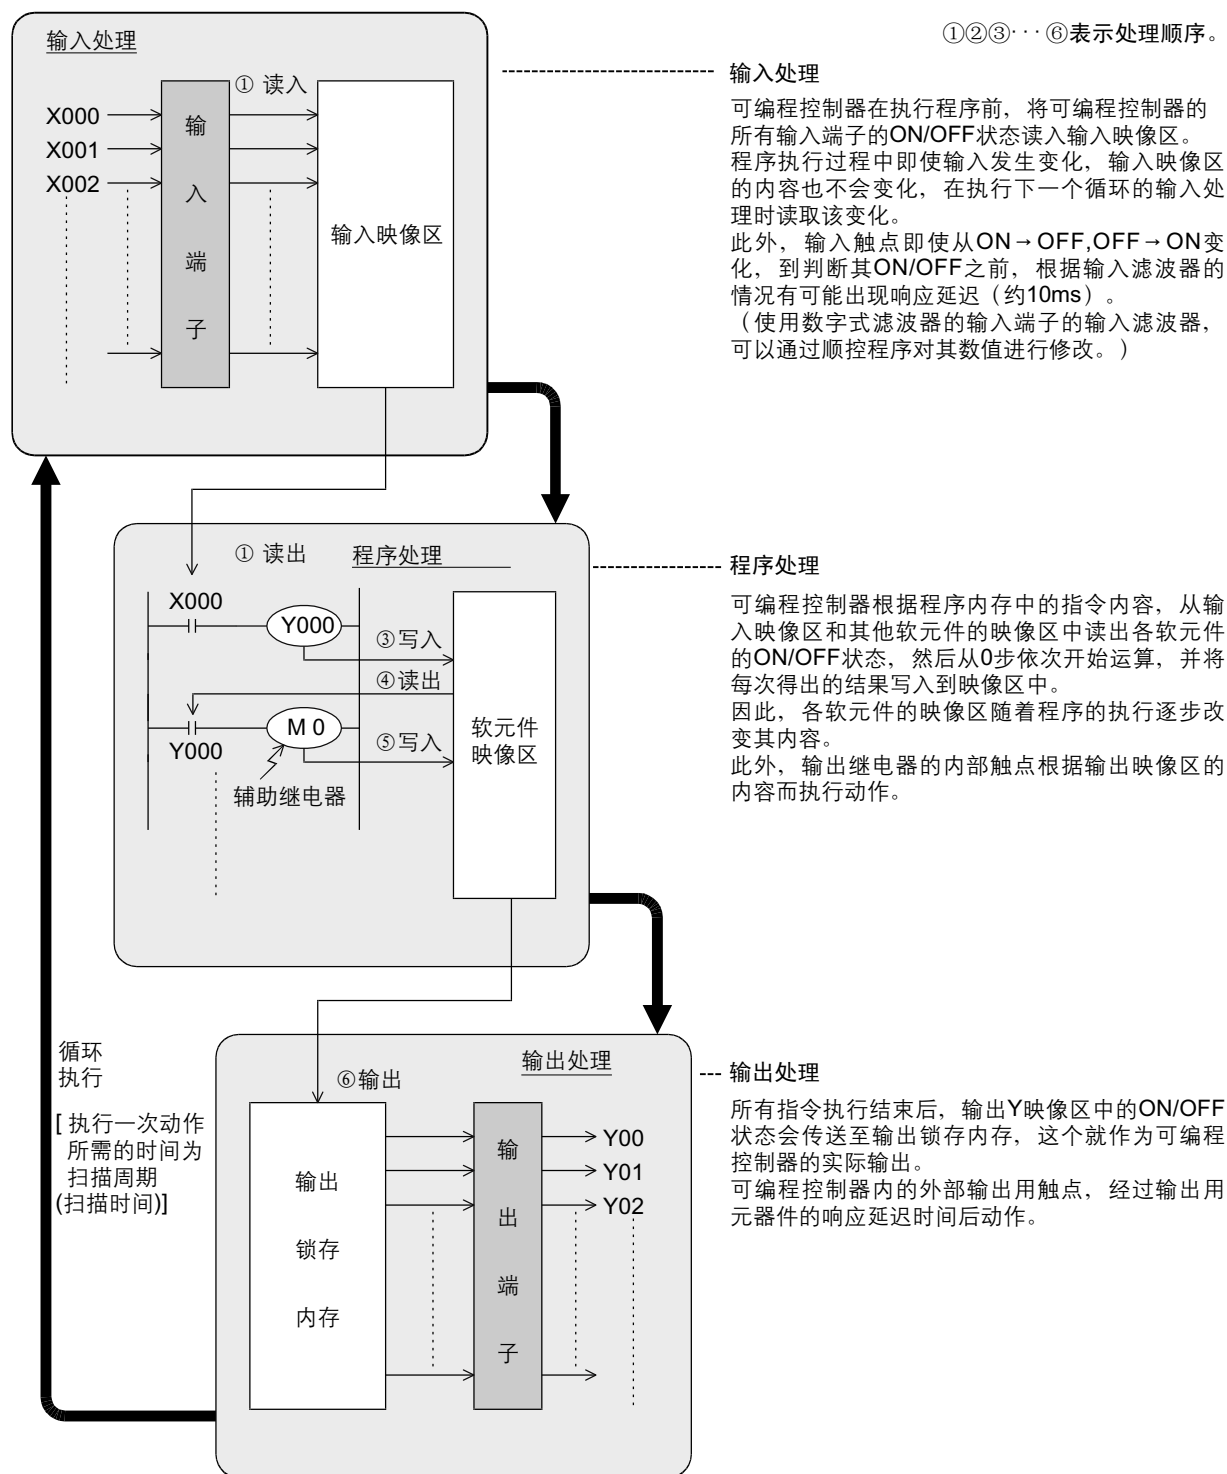 ①②③···⑥表示处理顺序。
输入处理
① 读入
X000
X001
X002
输
入
端
子
输入映像区
输入处理
可编程控制器在执行程序前，将可编程控制器的
所有输入端子的ON/OFF状态读入输入映像区。
程序执行过程中即使输入发生变化，输入映像区
的内容也不会变化，在执行下一个循环的输入处
理时读取该变化。
此外，输入触点即使从ON→OFF,OFF→ON变
化，到判断其ON/OFF之前，根据输入滤波器的
情况有可能出现响应延迟（约10ms）。
（使用数字式滤波器的输入端子的输入滤波器，
可以通过顺控程序对其数值进行修改。）
① 读出
程序处理
X000
Y000
③写入
④读出
Y000
M 0
⑤写入
辅助继电器
软元件
映像区
程序处理
可编程控制器根据程序内存中的指令内容，从输
入映像区和其他软元件的映像区中读出各软元件
的ON/OFF状态，然后从0步依次开始运算，并将
每次得出的结果写入到映像区中。
因此，各软元件的映像区随着程序的执行逐步改
变其内容。
此外，输出继电器的内部触点根据输出映像区的
内容而执行动作。
循环
执行
[ 执行一次动作
所需的时间为
扫描周期
(扫描时间)]
输出处理
⑥输出
输出
锁存
内存
输
出
端
子
Y00
Y01
Y02
输出处理
所有指令执行结束后，输出Y映像区中的ON/OFF
状态会传送至输出锁存内存，这个就作为可编程
控制器的实际输出。
可编程控制器内的外部输出用触点，经过输出用
元器件的响应延迟时间后动作。